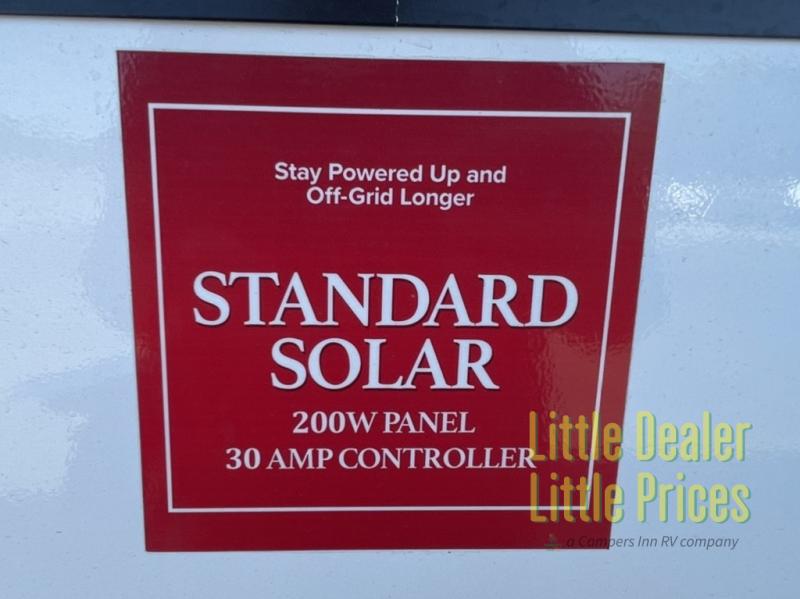 Stay Powered Up and
Off-Grid Longer
STANDARD
SOLAR
200W PANEL
30 AMP CONTROLLER
Little Dealer
Little Prices
a Campers Inn RV company